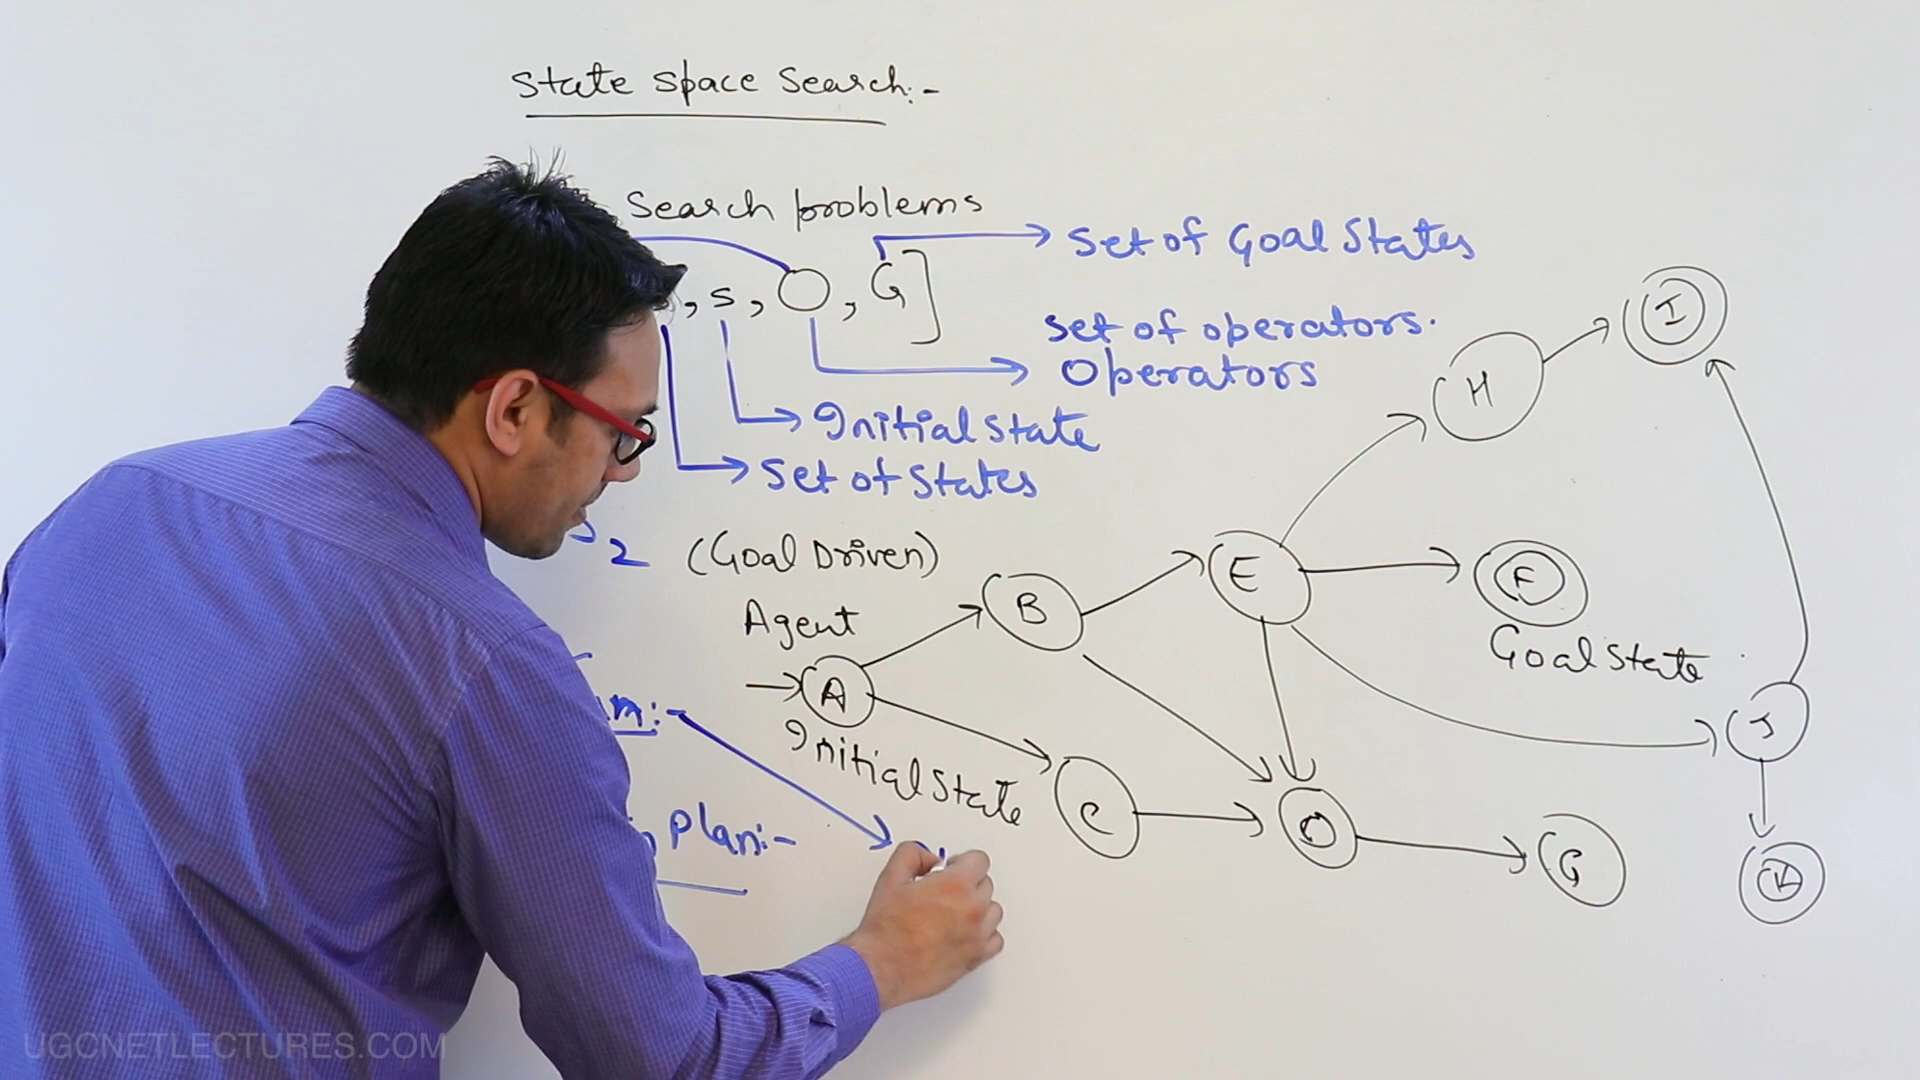 State Space Search:-
Search problems
Set of Goal States
, s, O, G]
Set of operators.
Operators
Initial State
Set of States
2 (Goal Driven)
Agent
A
B
E
H
I
F
Goal State
Initial State
C
D
G
J
K
Plan:-
UGCNETLECTURES.COM